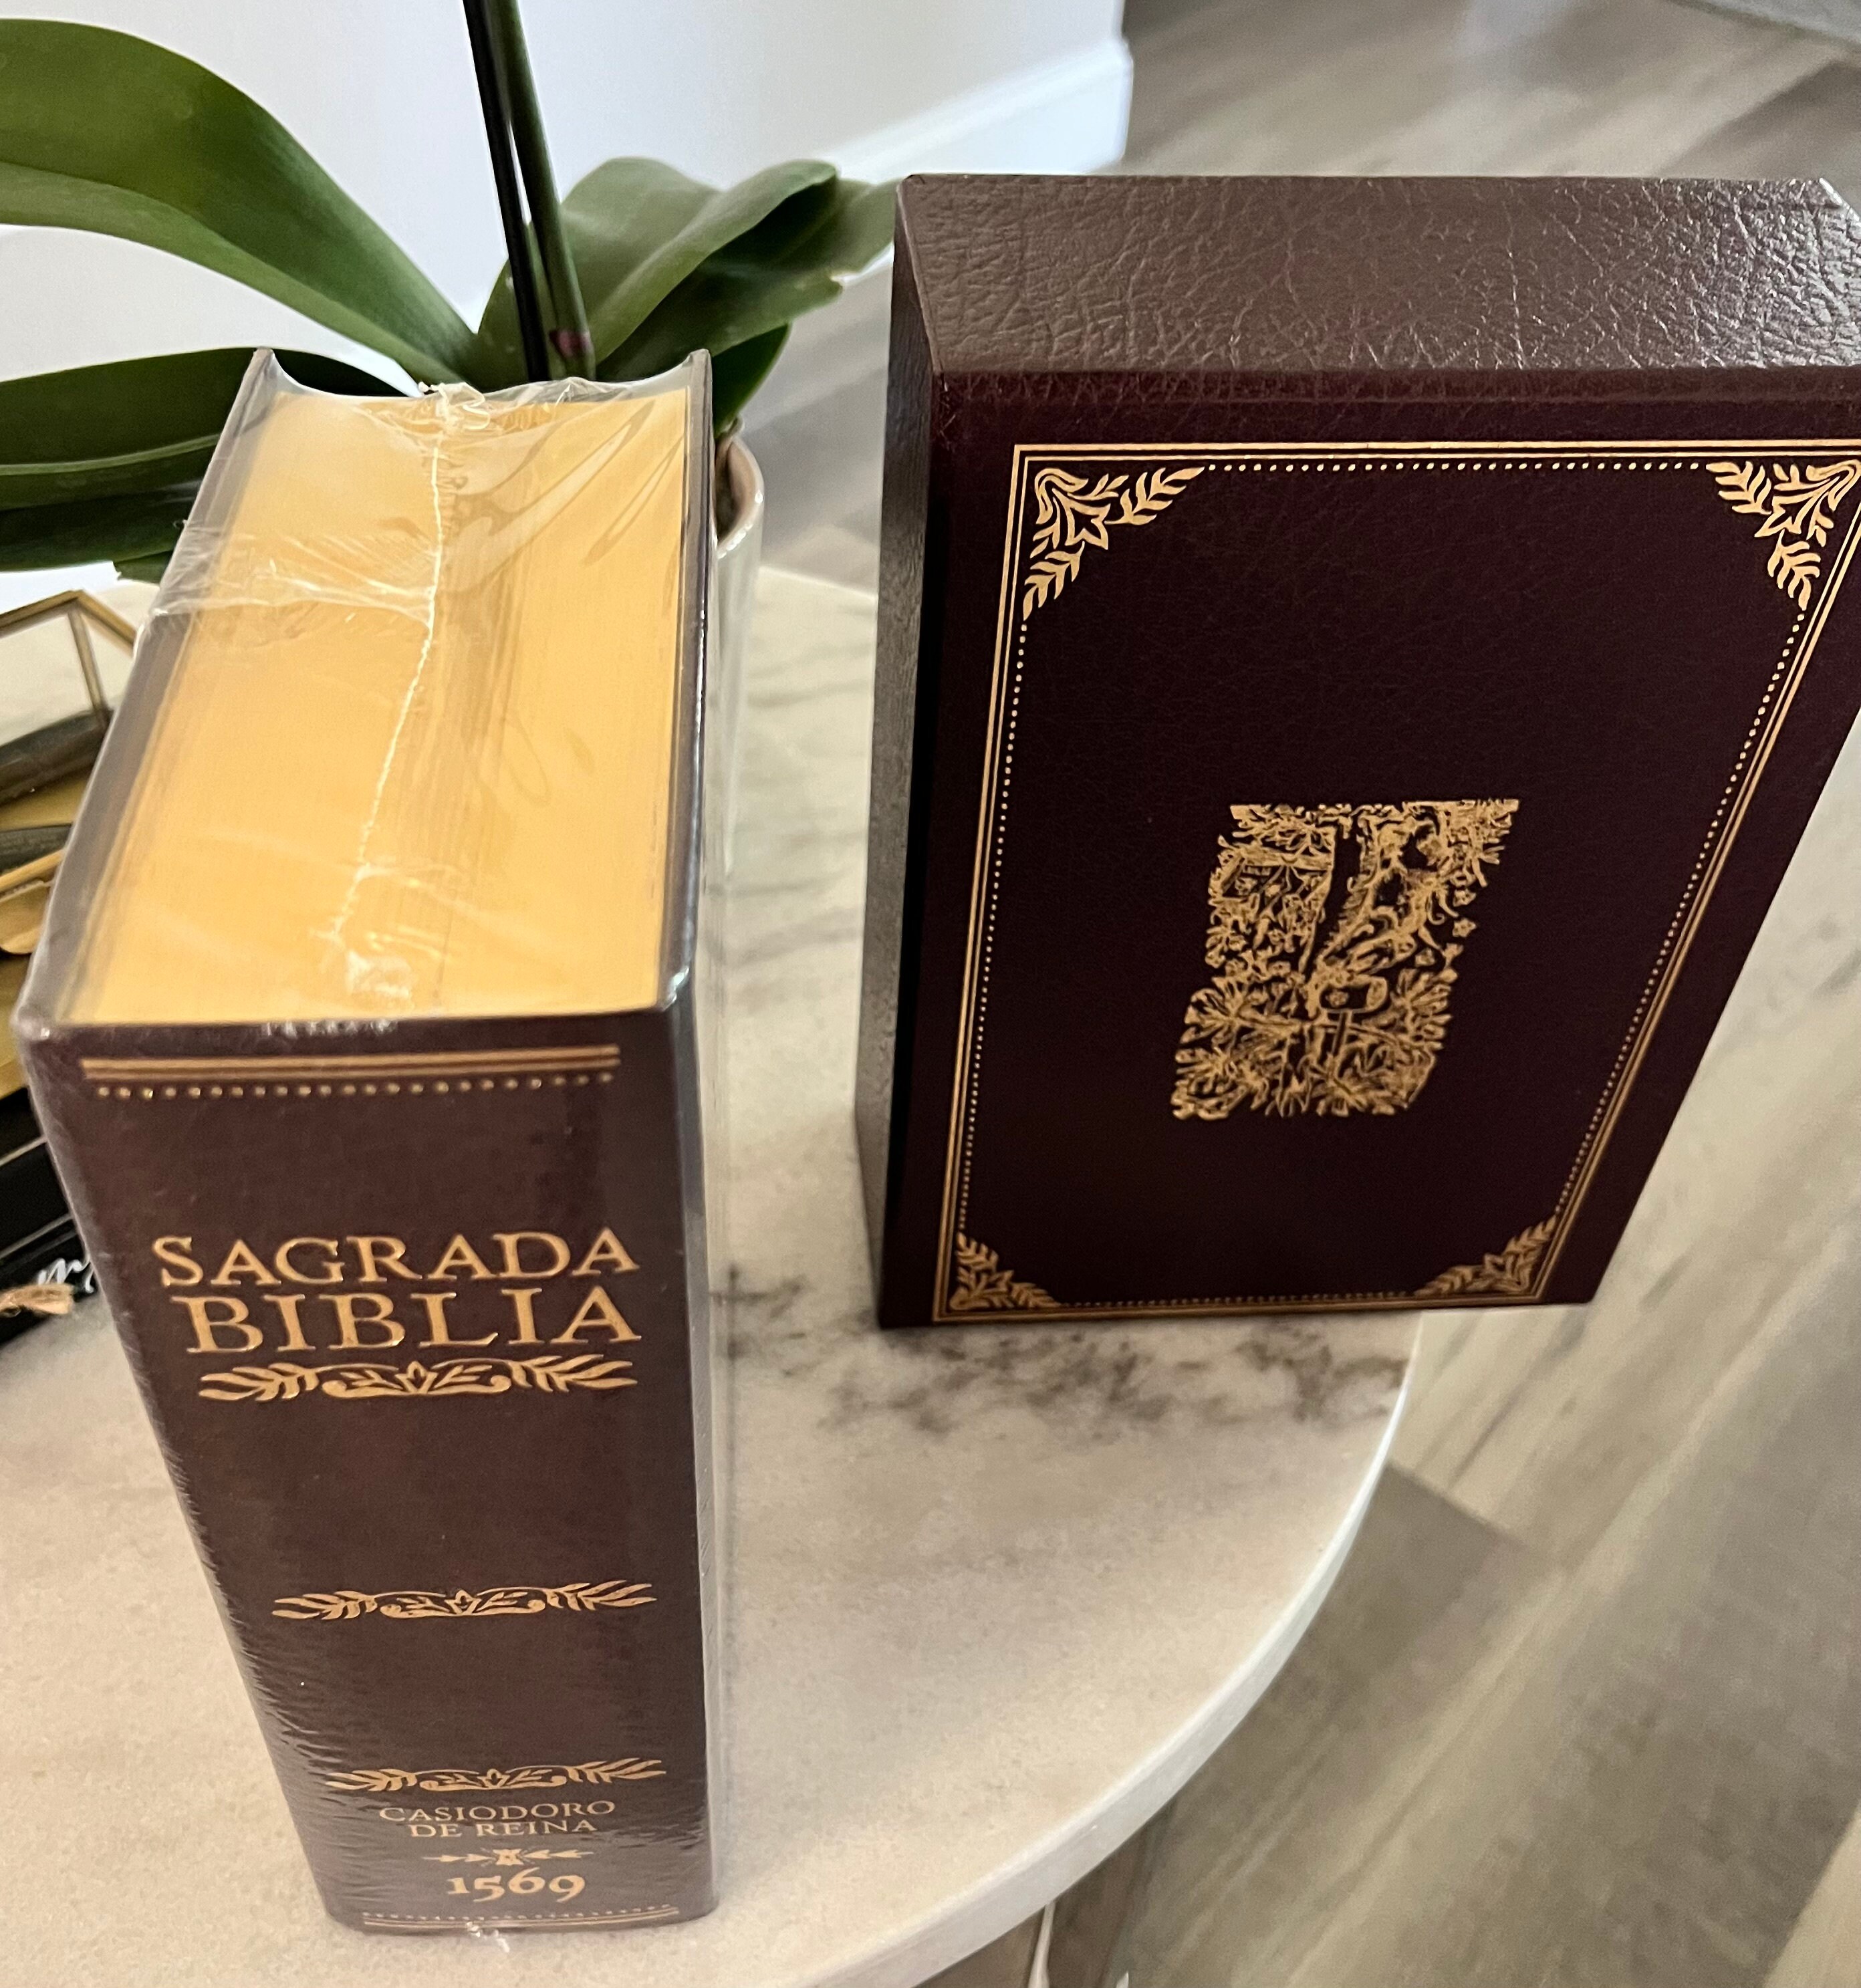 SAGRADA
BIBLIA
CASIODORO
DE REINA
1569